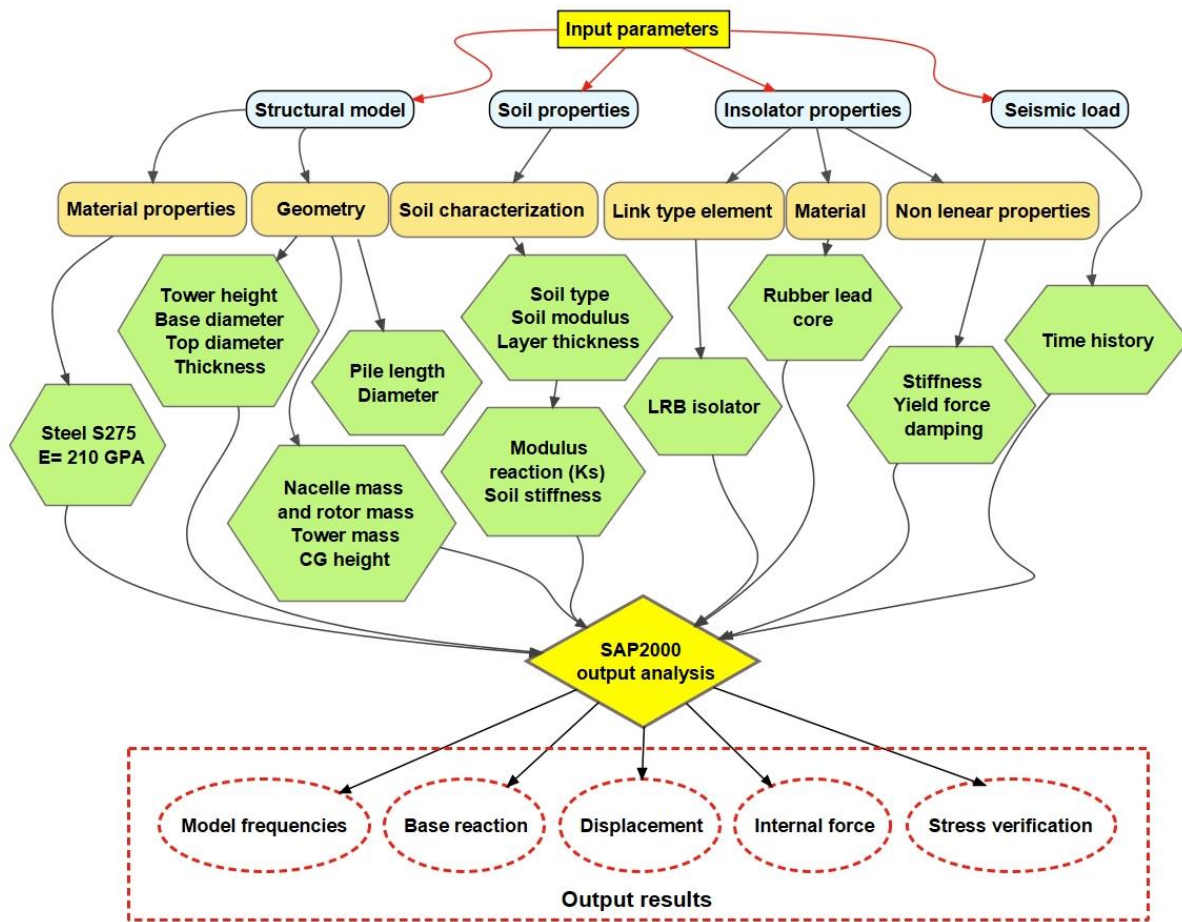 Input parameters
Structural model
Soil properties
Insolator properties
Seismic load
Material properties
Geometry
Soil characterization
Link type element
Material
Non lenear properties
Tower height
Base diameter
Top diameter
Thickness
Soil type
Soil modulus
Layer thickness
Rubber lead
core
Time history
Pile length
Diameter
LRB isolator
Stiffness
Yield force
damping
Steel S275
E= 210 GPA
Modulus
reaction (Ks)
Soil stiffness
Nacelle mass
and rotor mass
Tower mass
CG height
SAP2000
output analysis
Model frequencies
Base reaction
Displacement
Internal force
Stress verification
Output results